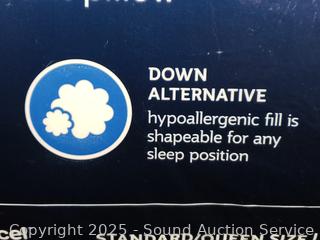 DOWN
ALTERNATIVE
hypoallergenic fill is
shapeable for any
sleep position
Copyright 2025 - Sound Auction Service
STANDARD/QUEEN SIZE